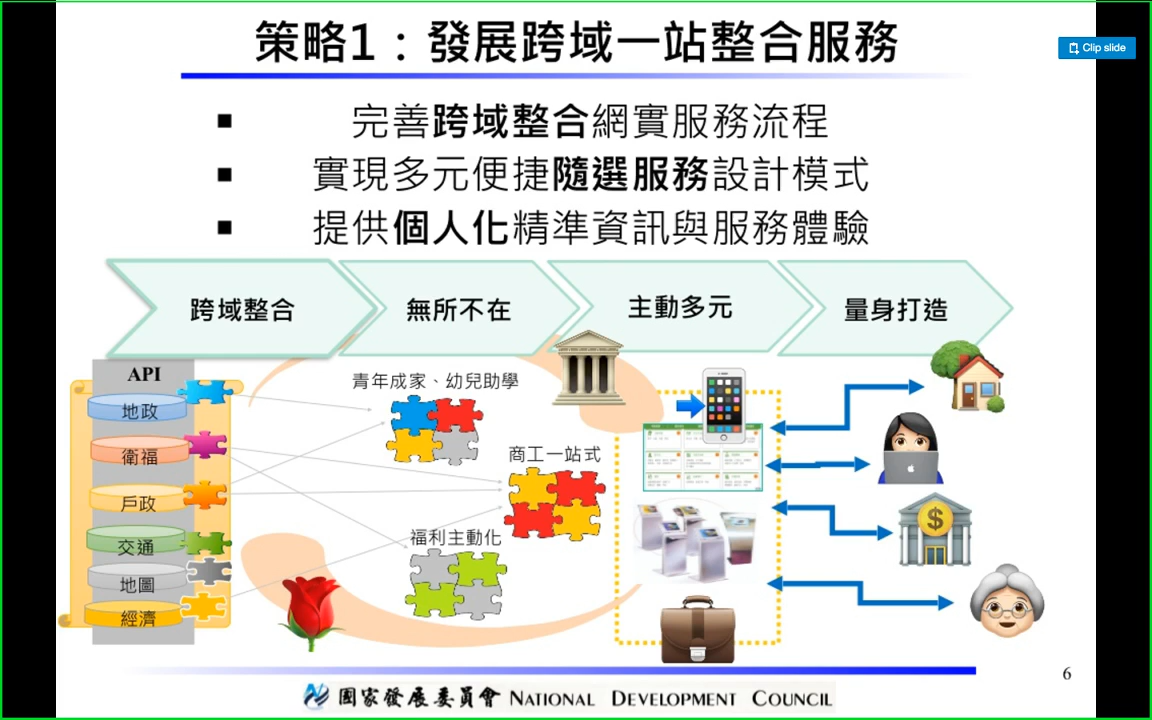 策略1：發展跨域一站整合服務
Clip slide
■ 完善跨域整合網實服務流程
■ 實現多元便捷隨選服務設計模式
■ 提供個人化精準資訊與服務體驗
跨域整合
無所不在
主動多元
量身打造
API
地政
衛福
戶政
交通
地圖
經濟
青年成家、幼兒助學
商工一站式
福利主動化
6
國家發展委員會 NATIONAL DEVELOPMENT COUNCIL